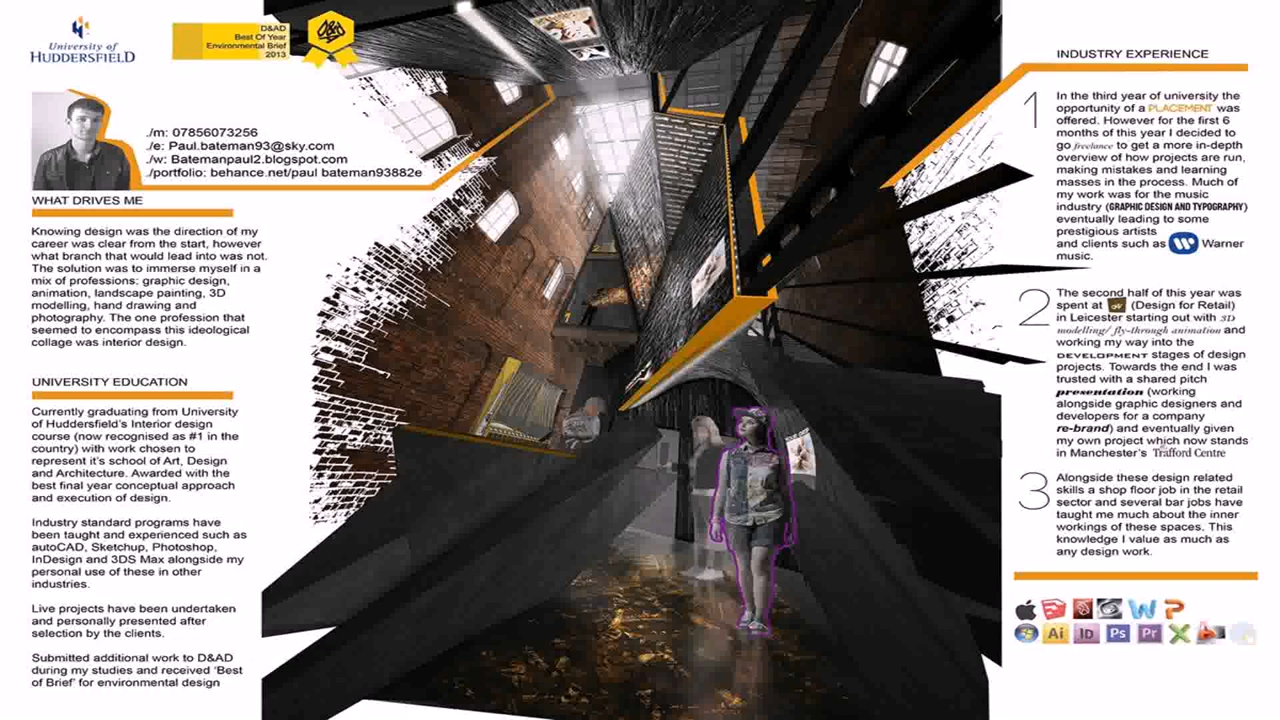 University of
HUDDERSFIELD
D&AD
Best Of Year
Environmental Brief
2013
./m: 07856073256
./e: Paul.bateman93@sky.com
./w: Batemanpaul2.blogspot.com
./portfolio: behance.net/paul bateman93882e
WHAT DRIVES ME
Knowing design was the direction of my
career was clear from the start, however
what branch that would lead into was not.
The solution was to immerse myself in a
mix of professions: graphic design,
animation, landscape painting, 3D
modelling, hand drawing and
photography. The one profession that
seemed to encompass this ideological
collage was interior design.
UNIVERSITY EDUCATION
Currently graduating from University
of Huddersfield's Interior design
course (now recognised as #1 in the
country) with work chosen to
represent it's school of Art, Design
and Architecture. Awarded with the
best final year conceptual approach
and execution of design.
Industry standard programs have
been taught and experienced such as
autoCAD, Sketchup, Photoshop,
InDesign and 3DS Max alongside my
personal use of these in other
industries.
Live projects have been undertaken
and personally presented after
selection by the clients.
Submitted additional work to D&AD
during my studies and received 'Best
of Brief' for environmental design
INDUSTRY EXPERIENCE
1
In the third year of university the
opportunity of a PLACEMENT was
offered. However for the first 6
months of this year I decided to
go freelance to get a more in-depth
overview of how projects are run,
making mistakes and learning
masses in the process. Much of
my work was for the music
industry (GRAPHIC DESIGN AND TYPOGRAPHY)
eventually leading to some
prestigious artists
and clients such as Warner
music.
2
The second half of this year was
spent at (Design for Retail)
in Leicester starting out with 3D
modelling/ fly-through animation and
working my way into the
DEVELOPMENT stages of design
projects. Towards the end I was
trusted with a shared pitch
presentation (working
alongside graphic designers and
developers for a company
re-brand) and eventually given
my own project which now stands
in Manchester's Trafford Centre
3
Alongside these design related
skills a shop floor job in the retail
sector and several bar jobs have
taught me much about the inner
workings of these spaces. This
knowledge I value as much as
any design work.
W P
Ai ID Ps Pr X